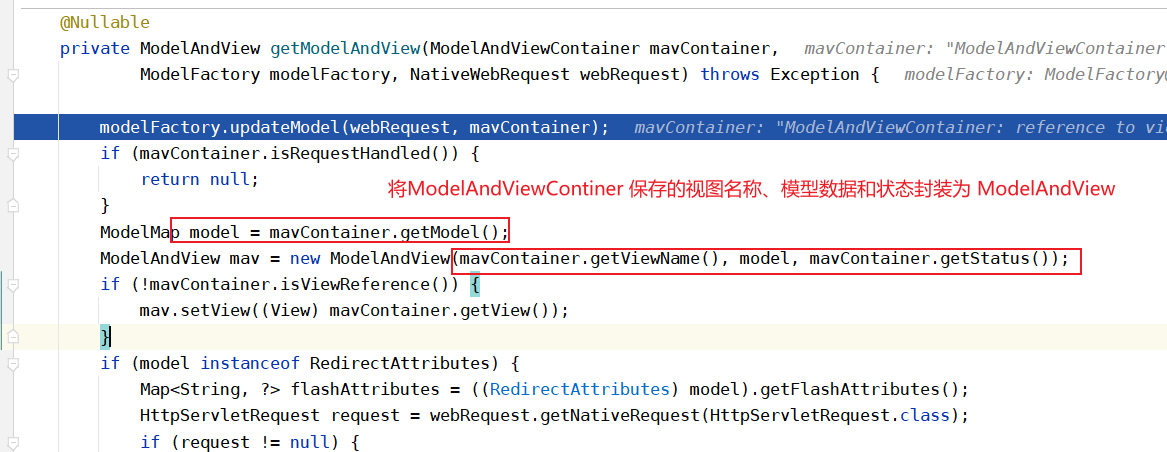 @Nullable
private ModelAndView getModelAndView(ModelAndViewContainer mavContainer,  mavContainer: "ModelAndViewContainer
ModelFactory modelFactory, NativeWebRequest webRequest) throws Exception {  modelFactory: ModelFactory@
modelFactory.updateModel(webRequest, mavContainer);  mavContainer: "ModelAndViewContainer: reference to vi
if (mavContainer.isRequestHandled()) {
return null;
将ModelAndViewContiner 保存的视图名称、模型数据和状态封装为 ModelAndView
}
ModelMap model = mavContainer.getModel();
ModelAndView mav = new ModelAndView(mavContainer.getViewName(), model, mavContainer.getStatus());
if (!mavContainer.isViewReference()) {
mav.setView((View) mavContainer.getView());
}
if (model instanceof RedirectAttributes) {
Map<String, ?> flashAttributes = ((RedirectAttributes) model).getFlashAttributes();
HttpServletRequest request = webRequest.getNativeRequest(HttpServletRequest.class);
if (request != null) {